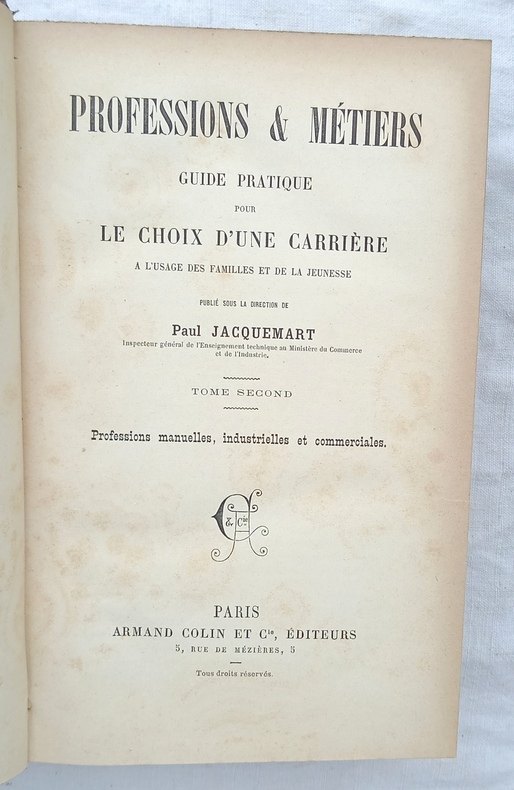 PROFESSIONS & MÉTIERS
GUIDE PRATIQUE
POUR
LE CHOIX D'UNE CARRIÈRE
A L'USAGE DES FAMILLES ET DE LA JEUNESSE
PUBLIÉ SOUS LA DIRECTION DE
Paul JACQUEMART
Inspecteur général de l'Enseignement technique au Ministère du Commerce
et de l'Industrie.
TOME SECOND
Professions manuelles, industrielles et commerciales.
AC & Cie
PARIS
ARMAND COLIN ET Cie, ÉDITEURS
5, RUE DE MÉZIÈRES, 5
Tous droits réservés.